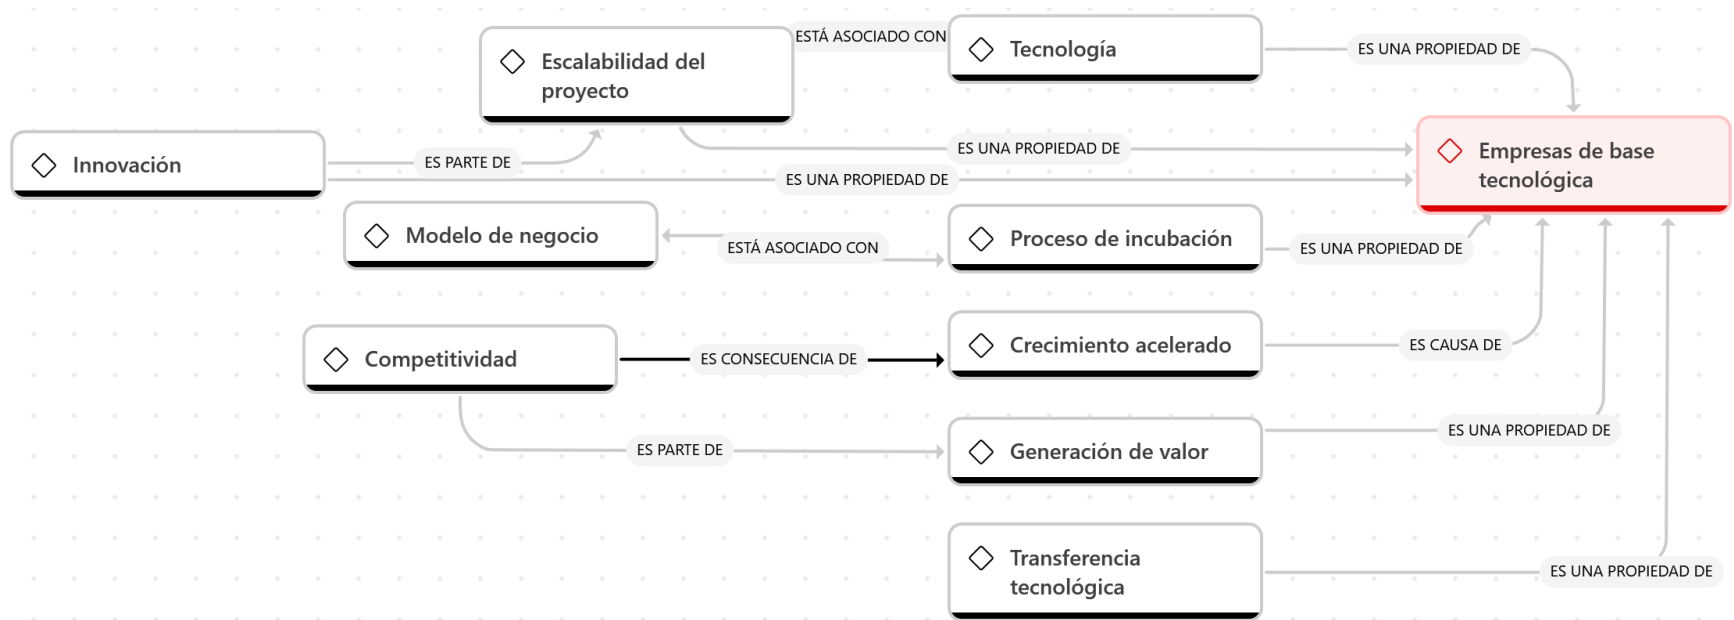 ESTÁ ASOCIADO CON
Tecnología
ES UNA PROPIEDAD DE
Escalabilidad del
proyecto
Innovación
ES PARTE DE
ES UNA PROPIEDAD DE
Empresas de base
tecnológica
ES UNA PROPIEDAD DE
Modelo de negocio
ESTÁ ASOCIADO CON
Proceso de incubación
ES UNA PROPIEDAD DE
Competitividad
ES CONSECUENCIA DE
Crecimiento acelerado
ES CAUSA DE
ES PARTE DE
Generación de valor
ES UNA PROPIEDAD DE
Transferencia
tecnológica
ES UNA PROPIEDAD DE